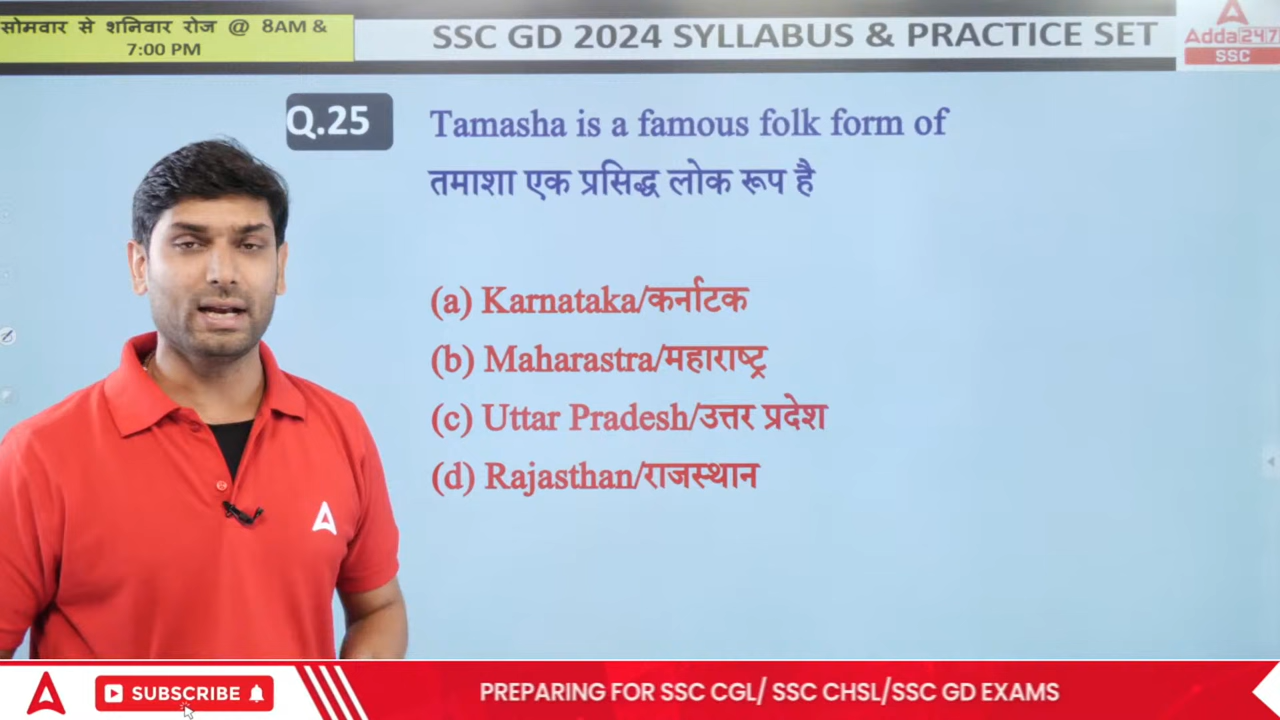 सोमवार से शनिवार रोज @ 8AM &
7:00 PM
SSC GD 2024 SYLLABUS & PRACTICE SET
Adda247
SSC
Q.25
Tamasha is a famous folk form of
तमाशा एक प्रसिद्ध लोक रूप है
(a) Karnataka/कर्नाटक
(b) Maharastra/महाराष्ट्र
(c) Uttar Pradesh/उत्तर प्रदेश
(d) Rajasthan/राजस्थान
SUBSCRIBE
PREPARING FOR SSC CGL/ SSC CHSL/SSC GD EXAMS